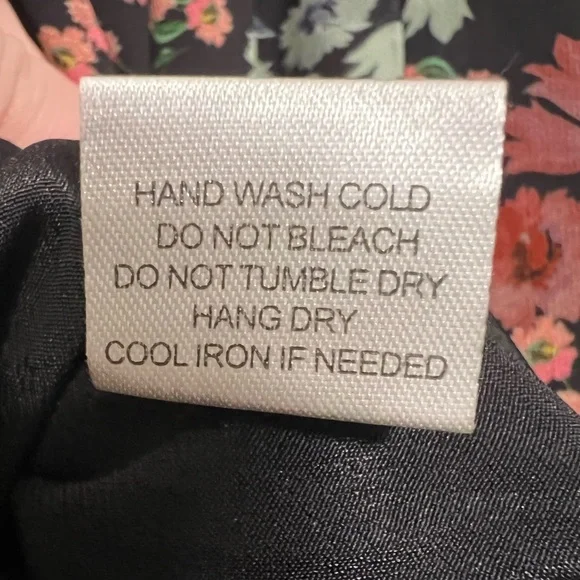 HAND WASH COLD
DO NOT BLEACH
DO NOT TUMBLE DRY
HANG DRY
COOL IRON IF NEEDED